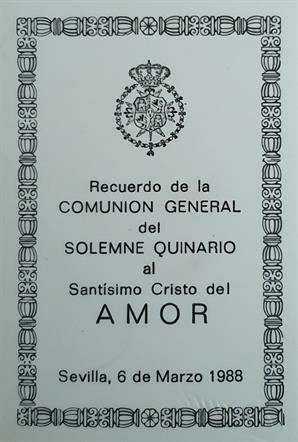 Recuerdo de la
COMUNION GENERAL
del
SOLEMNE QUINARIO
al
Santísimo Cristo del
AMOR
Sevilla, 6 de Marzo 1988